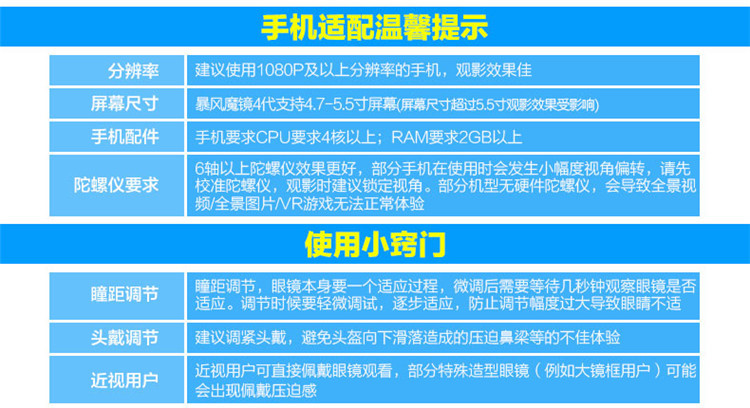 手机适配温馨提示
分辨率
建议使用1080P及以上分辨率的手机，观影效果佳
屏幕尺寸
暴风魔镜4代支持4.7-5.5寸屏幕(屏幕尺寸超过5.5寸观影效果受影响)
手机配件
手机要求CPU要求4核以上；RAM要求2GB以上
陀螺仪要求
6轴以上陀螺仪效果更好，部分手机在使用时会发生小幅度视角偏转，请先
校准陀螺仪，观影时建议锁定视角。部分机型无硬件陀螺仪，会导致全景视
频/全景图片/VR游戏无法正常体验
使用小窍门
瞳距调节
瞳距调节，眼镜本身要一个适应过程，微调后需要等待几秒钟观察眼镜是否
适应。调节时候要轻微调试，逐步适应，防止调节幅度过大导致眼睛不适
头戴调节
建议调紧头戴，避免头盔向下滑落造成的压迫鼻梁等的不佳体验
近视用户
近视用户可直接佩戴眼镜观看，部分特殊造型眼镜（例如大镜框用户）可能
会出现佩戴压迫感